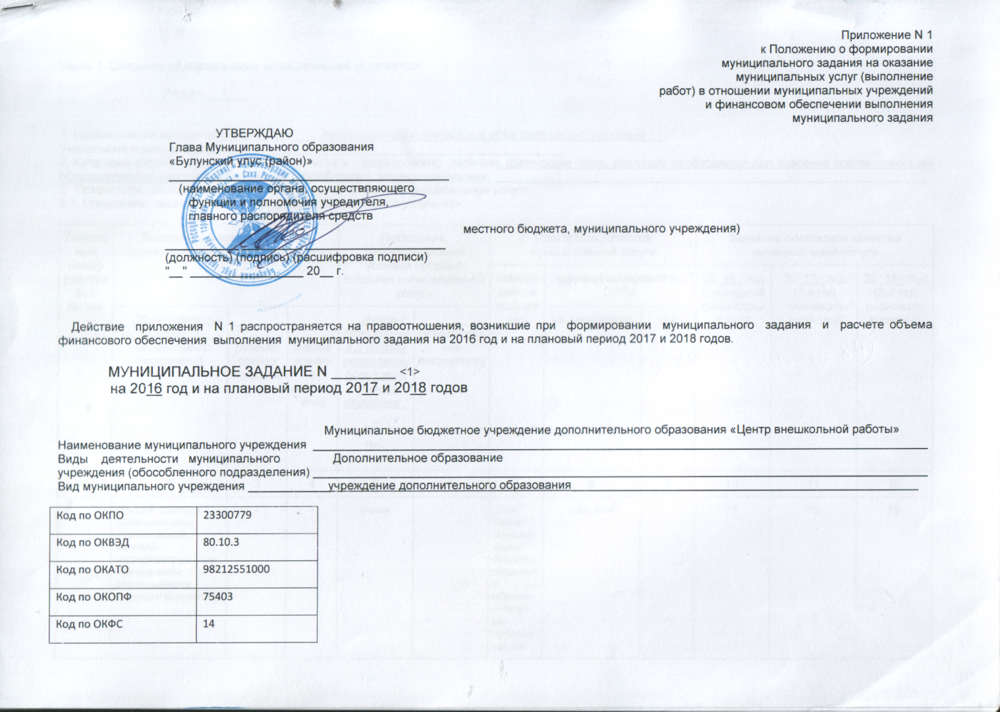 Приложение N 1
к Положению о формировании
муниципального задания на оказание
муниципальных услуг (выполнение
работ) в отношении муниципальных учреждений
и финансовом обеспечении выполнения
муниципального задания
УТВЕРЖДАЮ
Глава Муниципального образования
«Булунский улус (район)»
(наименование органа, осуществляющего
функции и полномочия учредителя,
главного распорядителя средств
местного бюджета, муниципального учреждения)
(должность) (подпись) (расшифровка подписи)
"__" _________________ 20__ г.
Действие приложения N 1 распространяется на правоотношения, возникшие при формировании муниципального задания и расчете объема
финансового обеспечения выполнения муниципального задания на 2016 год и на плановый период 2017 и 2018 годов.
МУНИЦИПАЛЬНОЕ ЗАДАНИЕ N ________ <1>
на 2016 год и на плановый период 2017 и 2018 годов
Муниципальное бюджетное учреждение дополнительного образования «Центр внешкольной работы»
Наименование муниципального учреждения
Виды деятельности муниципального Дополнительное образование
учреждения (обособленного подразделения)
Вид муниципального учреждения учреждение дополнительного образования
Код по ОКПО 23300779
Код по ОКВЭД 80.10.3
Код по ОКАТО 98212551000
Код по ОКОПФ 75403
Код по ОКФС 14